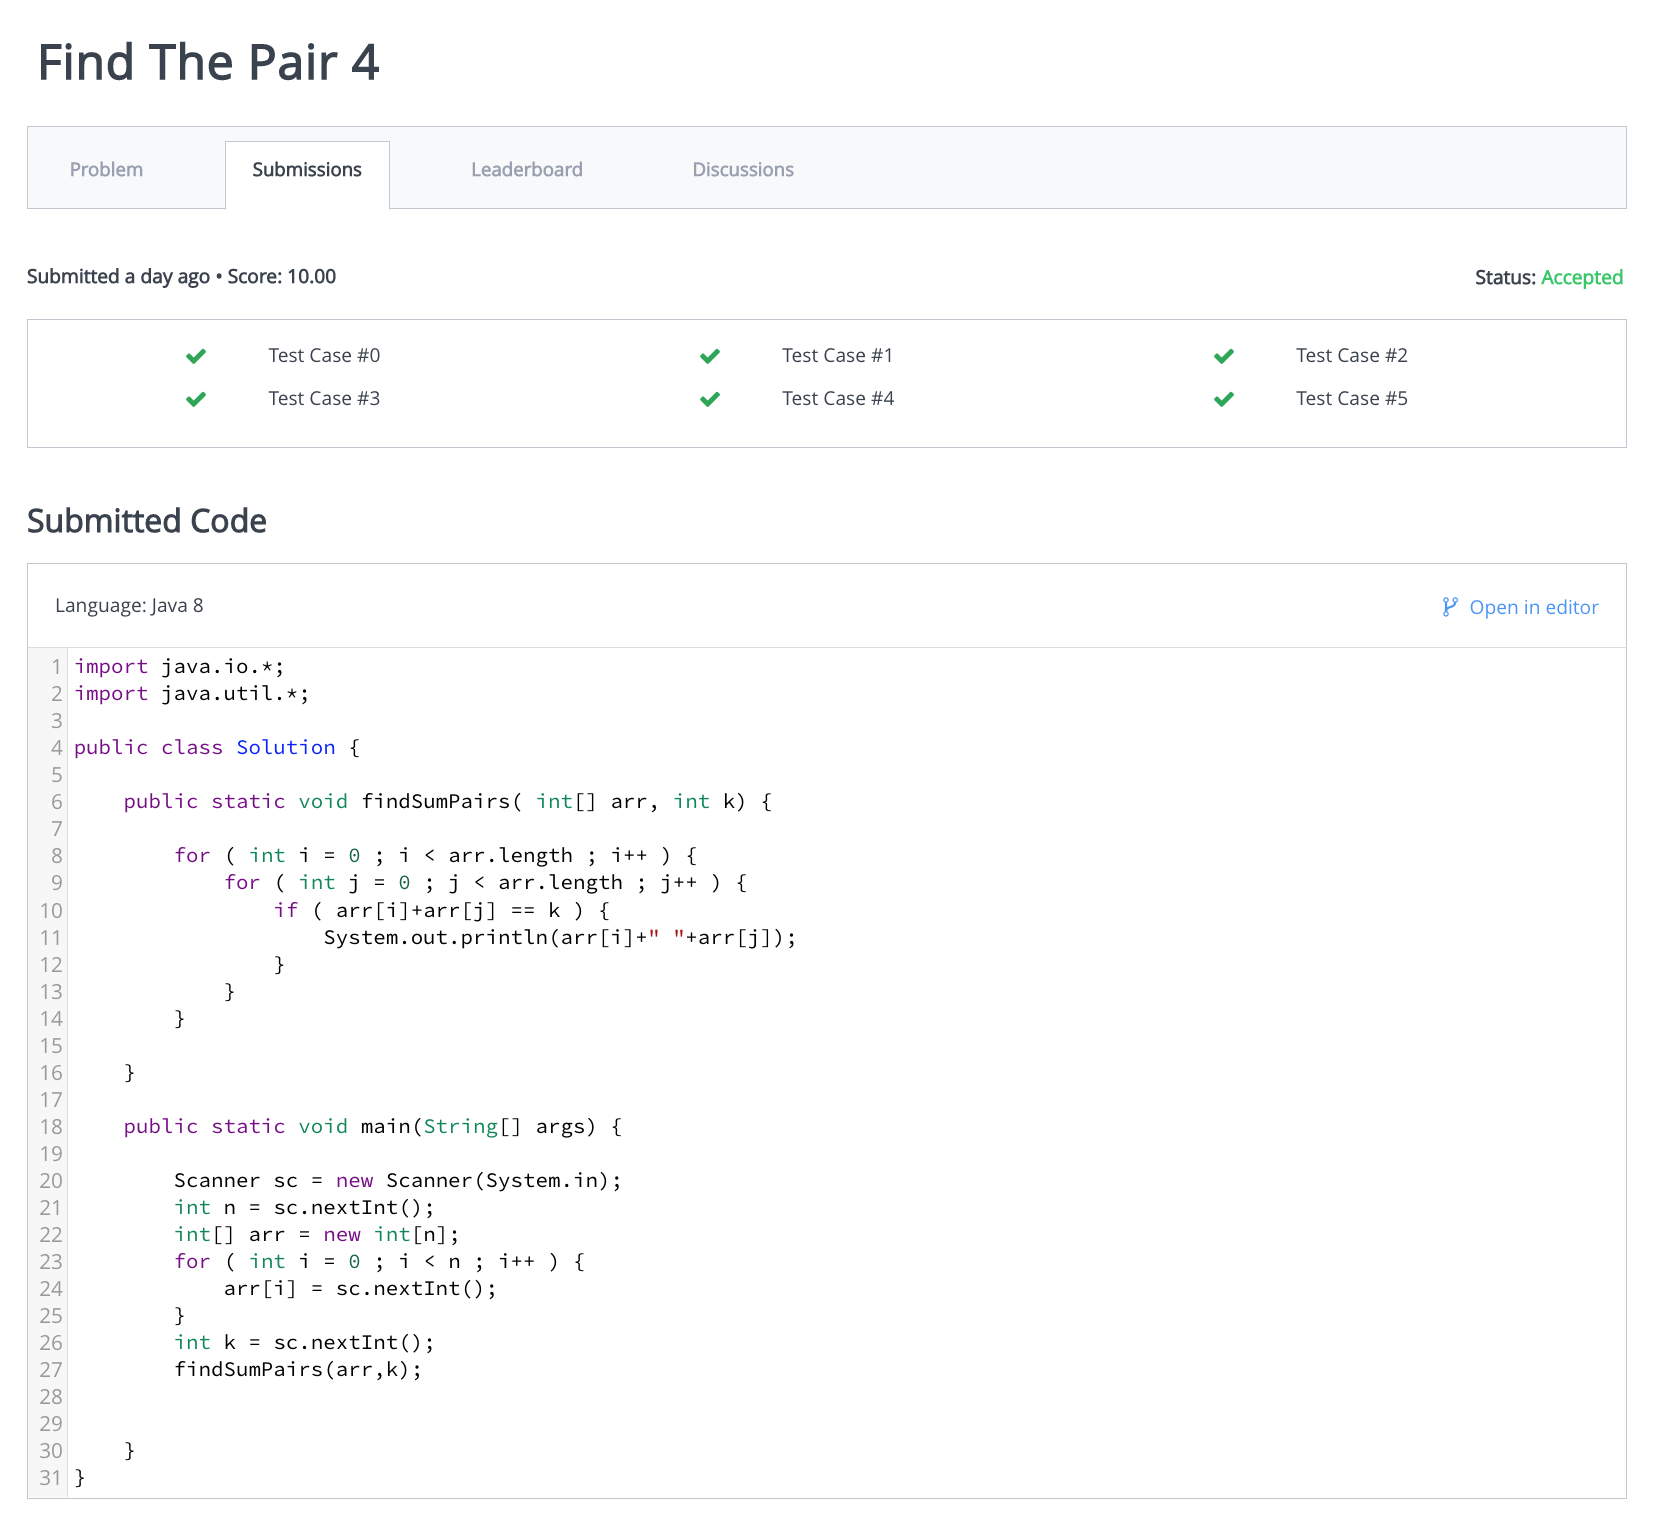 Find The Pair 4
Problem Submissions Leaderboard Discussions
Submitted a day ago • Score: 10.00 Status: Accepted
Test Case #0 Test Case #1 Test Case #2
Test Case #3 Test Case #4 Test Case #5
Submitted Code
Language: Java 8 Open in editor
1 import java.io.*;
2 import java.util.*;
3
4 public class Solution {
5
6     public static void findSumPairs( int[] arr, int k) {
7
8         for ( int i = 0 ; i < arr.length ; i++ ) {
9             for ( int j = 0 ; j < arr.length ; j++ ) {
10                 if ( arr[i]+arr[j] == k ) {
11                     System.out.println(arr[i]+" "+arr[j]);
12                 }
13             }
14         }
15
16     }
17
18     public static void main(String[] args) {
19
20         Scanner sc = new Scanner(System.in);
21         int n = sc.nextInt();
22         int[] arr = new int[n];
23         for ( int i = 0 ; i < n ; i++ ) {
24             arr[i] = sc.nextInt();
25         }
26         int k = sc.nextInt();
27         findSumPairs(arr,k);
28
29
30     }
31 }